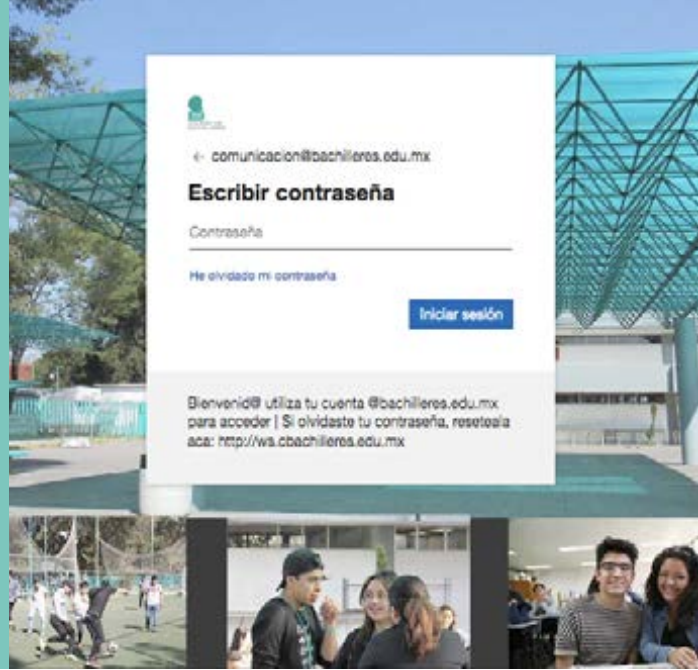 ← comunicacion@bachilleres.edu.mx
Escribir contraseña
Contraseña
He olvidado mi contraseña
Iniciar sesión
Bienvenid@ utiliza tu cuenta @bachilleres.edu.mx
para acceder | Si olvidaste tu contraseña, reseteala
aca: http://ws.cbachilleres.edu.mx